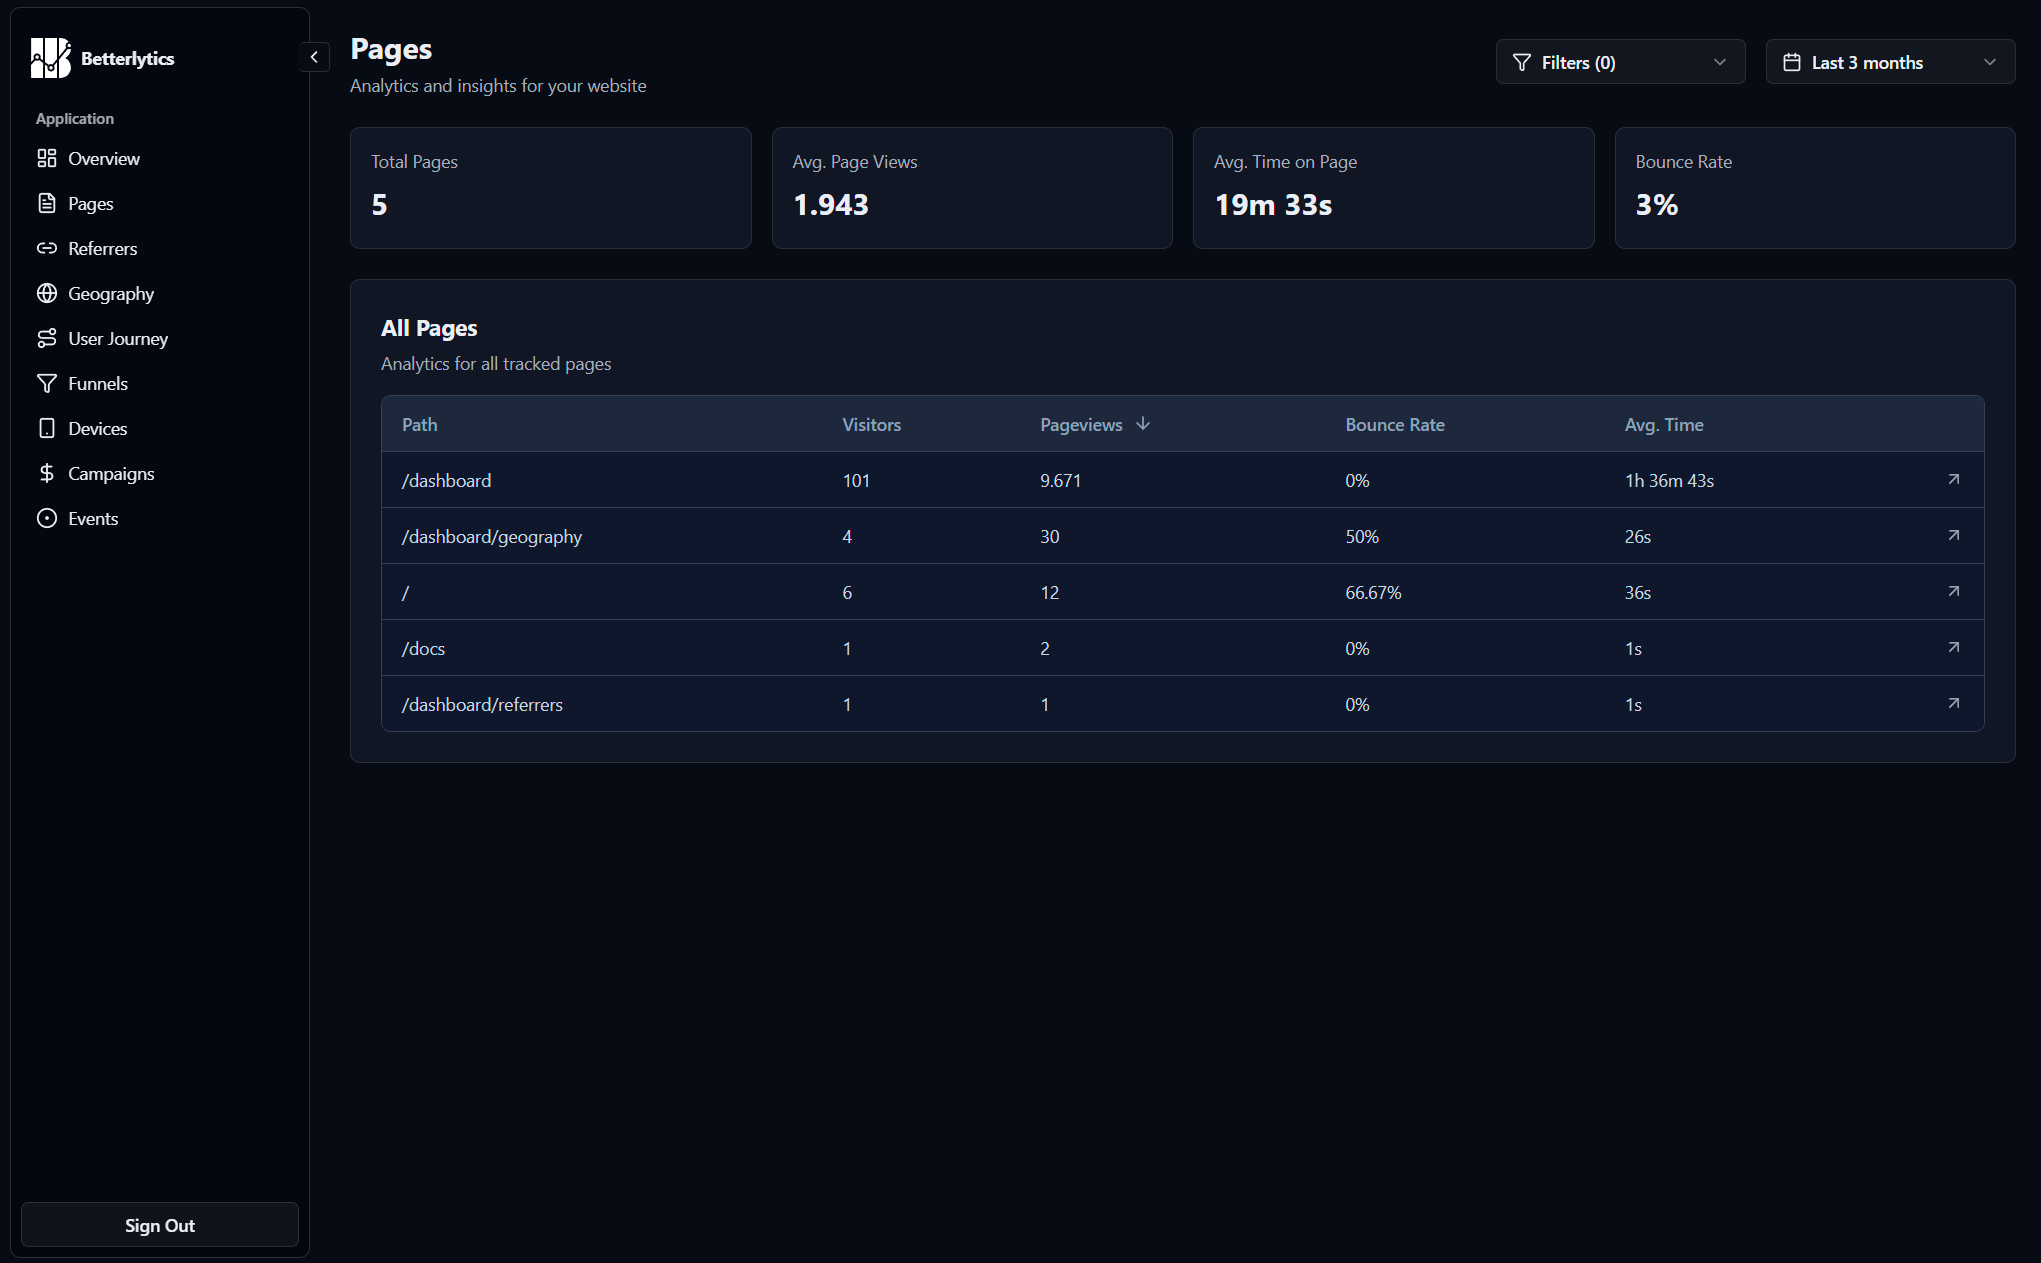 Betterlytics
Application
Overview
Pages
Referrers
Geography
User Journey
Funnels
Devices
Campaigns
Events
Sign Out
Pages
Analytics and insights for your website
Filters (0)
Last 3 months
Total Pages
5
Avg. Page Views
1.943
Avg. Time on Page
19m 33s
Bounce Rate
3%
All Pages
Analytics for all tracked pages
Path Visitors Pageviews Bounce Rate Avg. Time
/dashboard 101 9.671 0% 1h 36m 43s
/dashboard/geography 4 30 50% 26s
/ 6 12 66.67% 36s
/docs 1 2 0% 1s
/dashboard/referrers 1 1 0% 1s